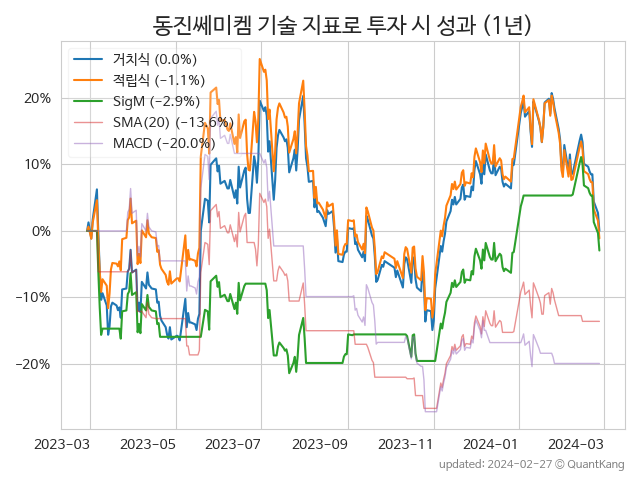 동진쎄미켐 기술 지표로 투자 시 성과 (1년)
거치식 (0.0%)
적립식 (−1.1%)
SigM (−2.9%)
SMA(20) (−13.6%)
MACD (−20.0%)
20%
10%
0%
−10%
−20%
2023-03 2023-05 2023-07 2023-09 2023-11 2024-01 2024-03
updated: 2024-02-27 © QuantKang